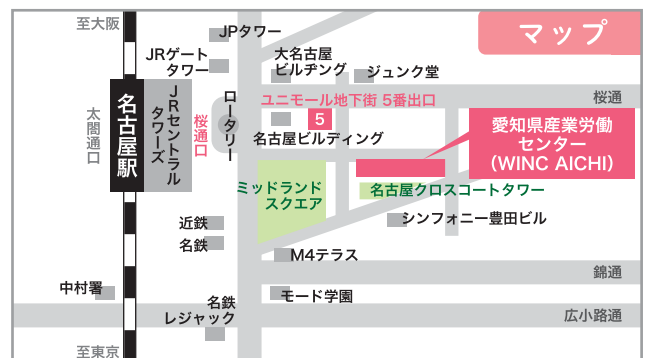 至大阪
JPタワー
マップ
JRゲート
タワー
大名古屋
ビルヂング
ジュンク堂
ユニモール地下街 5番出口
桜通
太閤通口
名古屋駅
JRセントラル
タワーズ
桜通口
ロータリー
5
名古屋ビルディング
愛知県産業労働
センター
(WINC AICHI)
ミッドランド
スクエア
名古屋クロスコートタワー
近鉄
名鉄
シンフォニー豊田ビル
M4テラス
錦通
中村署
名鉄
レジャック
モード学園
広小路通
至東京